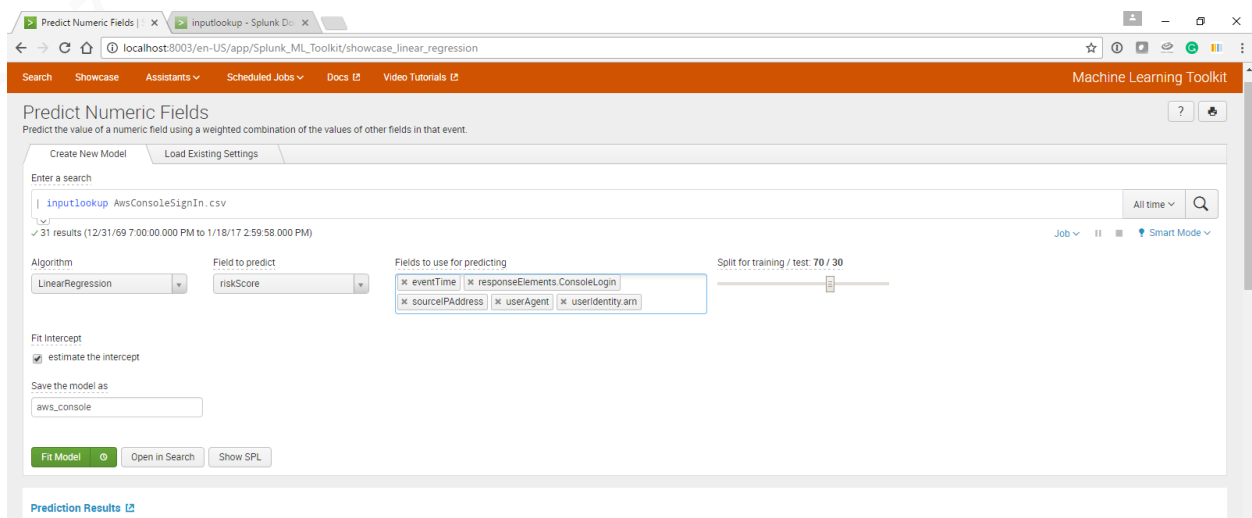 Predict Numeric Fields | S
inputlookup - Splunk Do
localhost:8003/en-US/app/Splunk_ML_Toolkit/showcase_linear_regression
Search Showcase Assistants Scheduled Jobs Docs Video Tutorials Machine Learning Toolkit
Predict Numeric Fields ?
Predict the value of a numeric field using a weighted combination of the values of other fields in that event.
Create New Model Load Existing Settings
Enter a search
| inputlookup AwsConsoleSignIn.csv All time
31 results (12/31/69 7:00:00.000 PM to 1/18/17 2:59:58.000 PM) Job Smart Mode
Algorithm Field to predict Fields to use for predicting Split for training / test: 70 / 30
LinearRegression riskScore eventTime responseElements.ConsoleLogin
sourceIPAddress userAgent userIdentity.arn
Fit Intercept
estimate the intercept
Save the model as
aws_console
Fit Model Open in Search Show SPL
Prediction Results